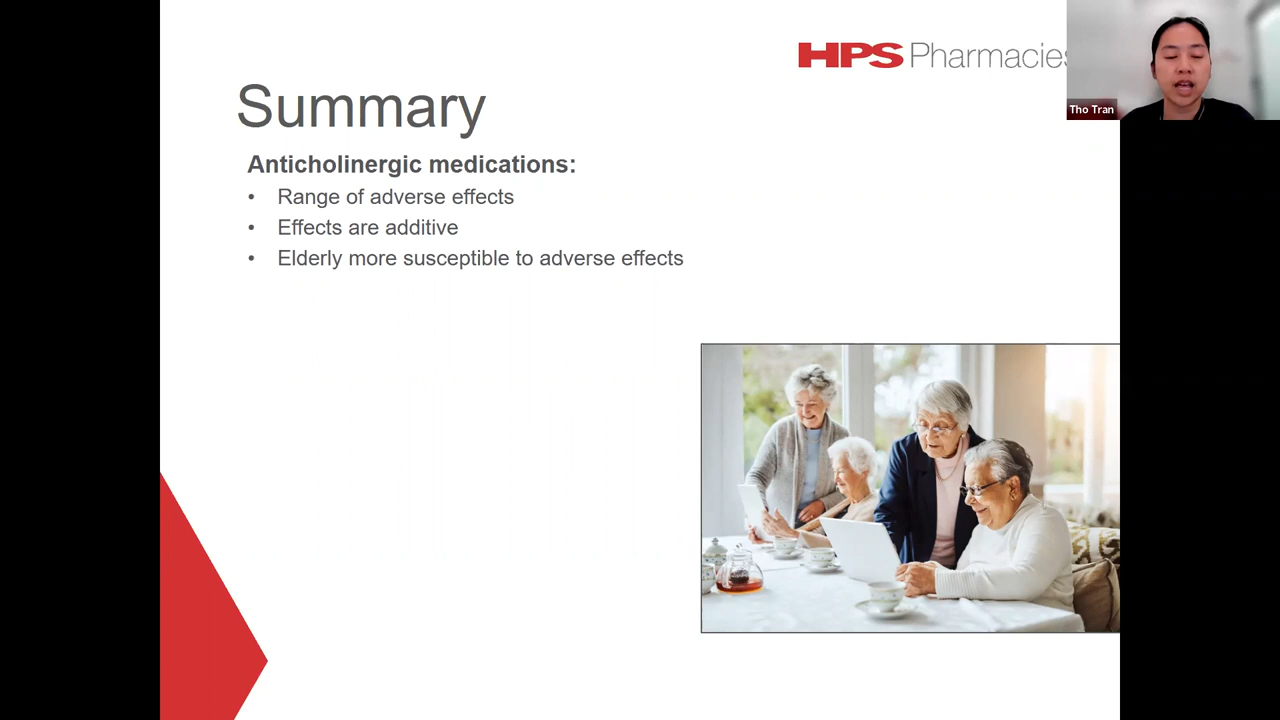 HPS Pharmacies
Tho Tran
Summary
Anticholinergic medications:
• Range of adverse effects
• Effects are additive
• Elderly more susceptible to adverse effects